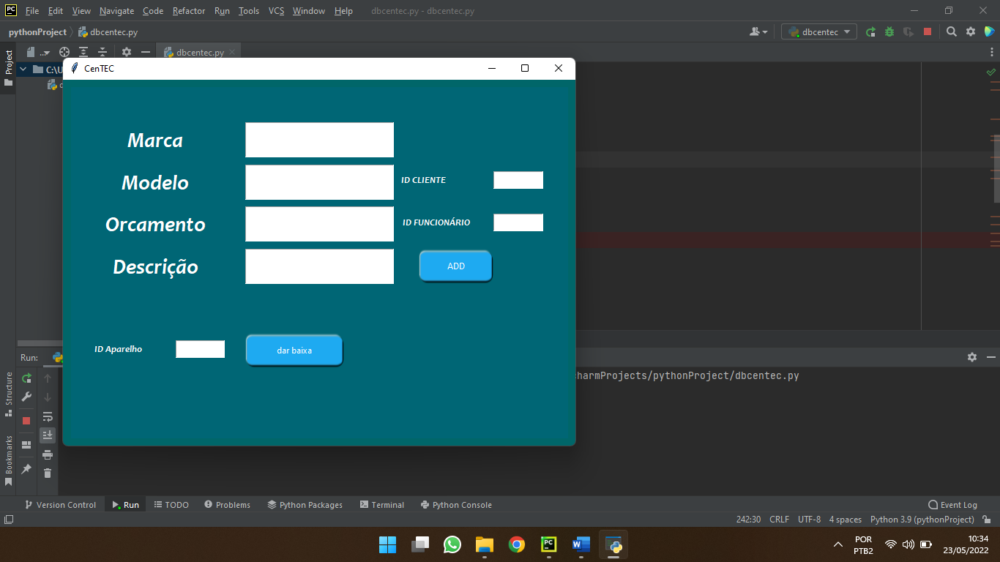 PC File Edit View Navigate Code Refactor Run Tools VCS Window Help dbcentec.py - dbcentec.py
pythonProject dbcentec.py dbcentec
Project
.. dbcentec.py
CenTEC
Marca
Modelo ID CLIENTE
Orcamento ID FUNCIONÁRIO
Descrição ADD
ID Aparelho dar baixa
Run:
harmProjects/pythonProject/dbcentec.py
Structure
Bookmarks
Version Control Run TODO Problems Python Packages Terminal Python Console Event Log
242:30 CRLF UTF-8 4 spaces Python 3.9 (pythonProject)
PC W POR 10:34
PTB2 23/05/2022